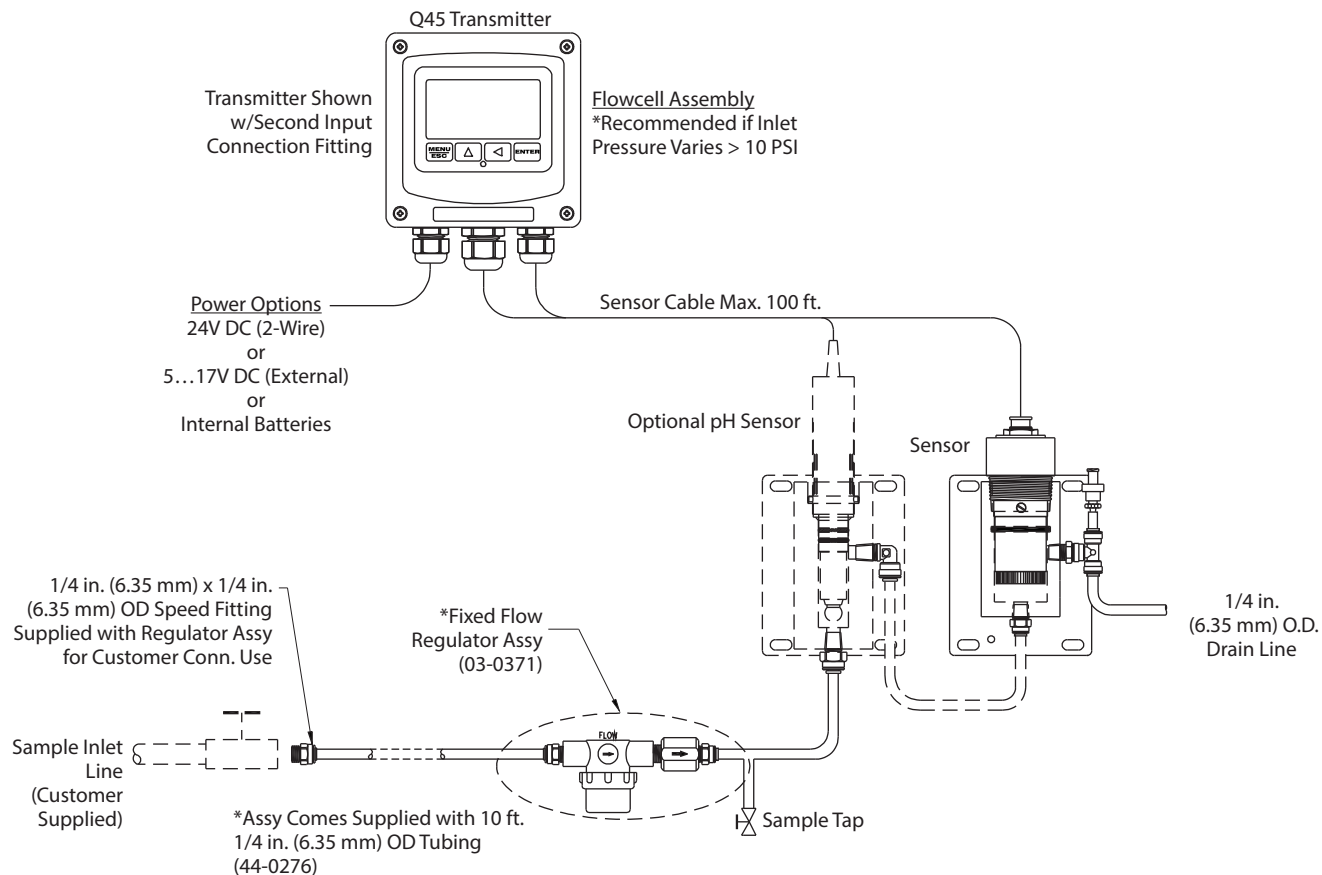 Q45 Transmitter
Transmitter Shown
w/Second Input
Connection Fitting
Flowcell Assembly
*Recommended if Inlet
Pressure Varies > 10 PSI
MENU
ESC
ENTER
Power Options
24V DC (2-Wire)
or
5…17V DC (External)
or
Internal Batteries
Sensor Cable Max. 100 ft.
Optional pH Sensor
Sensor
1/4 in. (6.35 mm) x 1/4 in.
(6.35 mm) OD Speed Fitting
Supplied with Regulator Assy
for Customer Conn. Use
*Fixed Flow
Regulator Assy
(03-0371)
1/4 in.
(6.35 mm) O.D.
Drain Line
FLOW
Sample Inlet
Line
(Customer
Supplied)
*Assy Comes Supplied with 10 ft.
1/4 in. (6.35 mm) OD Tubing
(44-0276)
Sample Tap